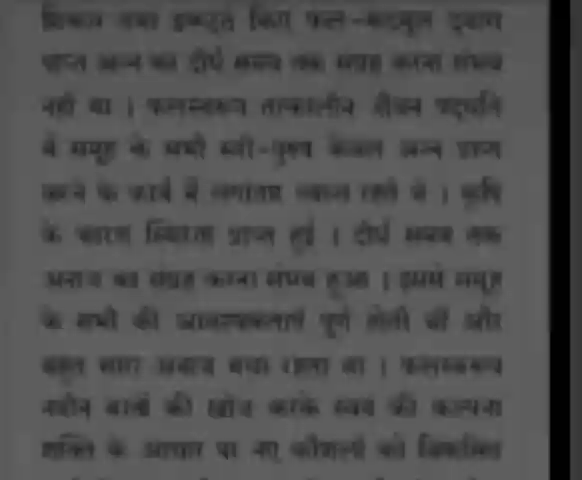 शिकार तथा इकट्ठे किए फल-कंदमूल द्वारा
प्राप्त अन्न का दीर्घ समय तक संग्रह करना संभव
नहीं था । फलस्वरूप तत्कालीन जीवन पद्धति
में समूह के सभी स्त्री-पुरुष केवल अन्न प्राप्त
करने के कार्य में लगातार व्यस्त रहते थे । कृषि
के कारण स्थिरता प्राप्त हुई । दीर्घ समय तक
अनाज का संग्रह करना संभव हुआ । इससे समूह
के सभी की आवश्यकताएँ पूर्ण होती थीं और
बहुत सारा अनाज बचा रहता था । फलस्वरूप
नवीन बातों की खोज करके स्वयं की कल्पना
शक्ति के आधार पर नए कौशलों को विकसित